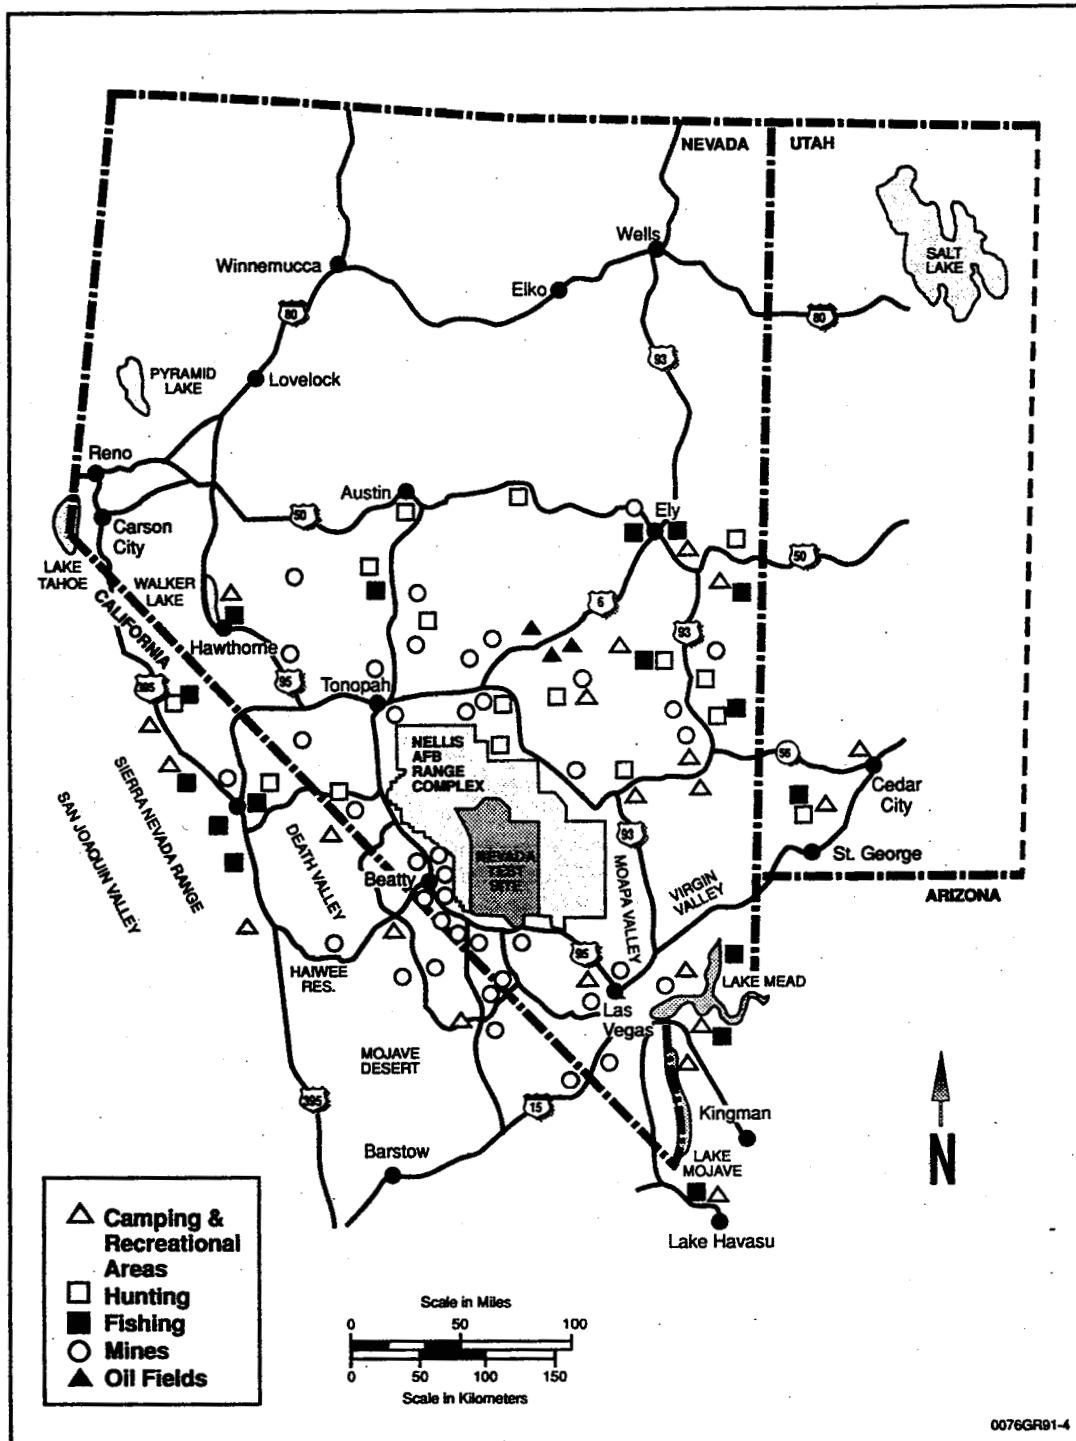 NEVADA
UTAH
Wells
SALT
LAKE
Winnemucca
Elko
80
80
93
PYRAMID
LAKE
Lovelock
Reno
Austin
50
Ely
Carson
City
50
LAKE
TAHOE
WALKER
LAKE
CALIFORNIA
6
93
Hawthorne
95
395
Tonopah
NELLIS
AFB
RANGE
COMPLEX
56
Cedar
City
SIERRA NEVADA RANGE
SAN JOAQUIN VALLEY
DEATH VALLEY
93
NEVADA
TEST
SITE
St. George
Beatty
MOAPA VALLEY
VIRGIN
VALLEY
ARIZONA
95
HAIWEE
RES.
LAKE MEAD
Las
Vegas
MOJAVE
DESERT
395
15
Kingman
N
Barstow
LAKE
MOJAVE
Lake Havasu
Camping &
Recreational
Areas
Hunting
Fishing
Mines
Oil Fields
Scale in Miles
0 50 100
0 50 100 150
Scale in Kilometers
0076GR91-4